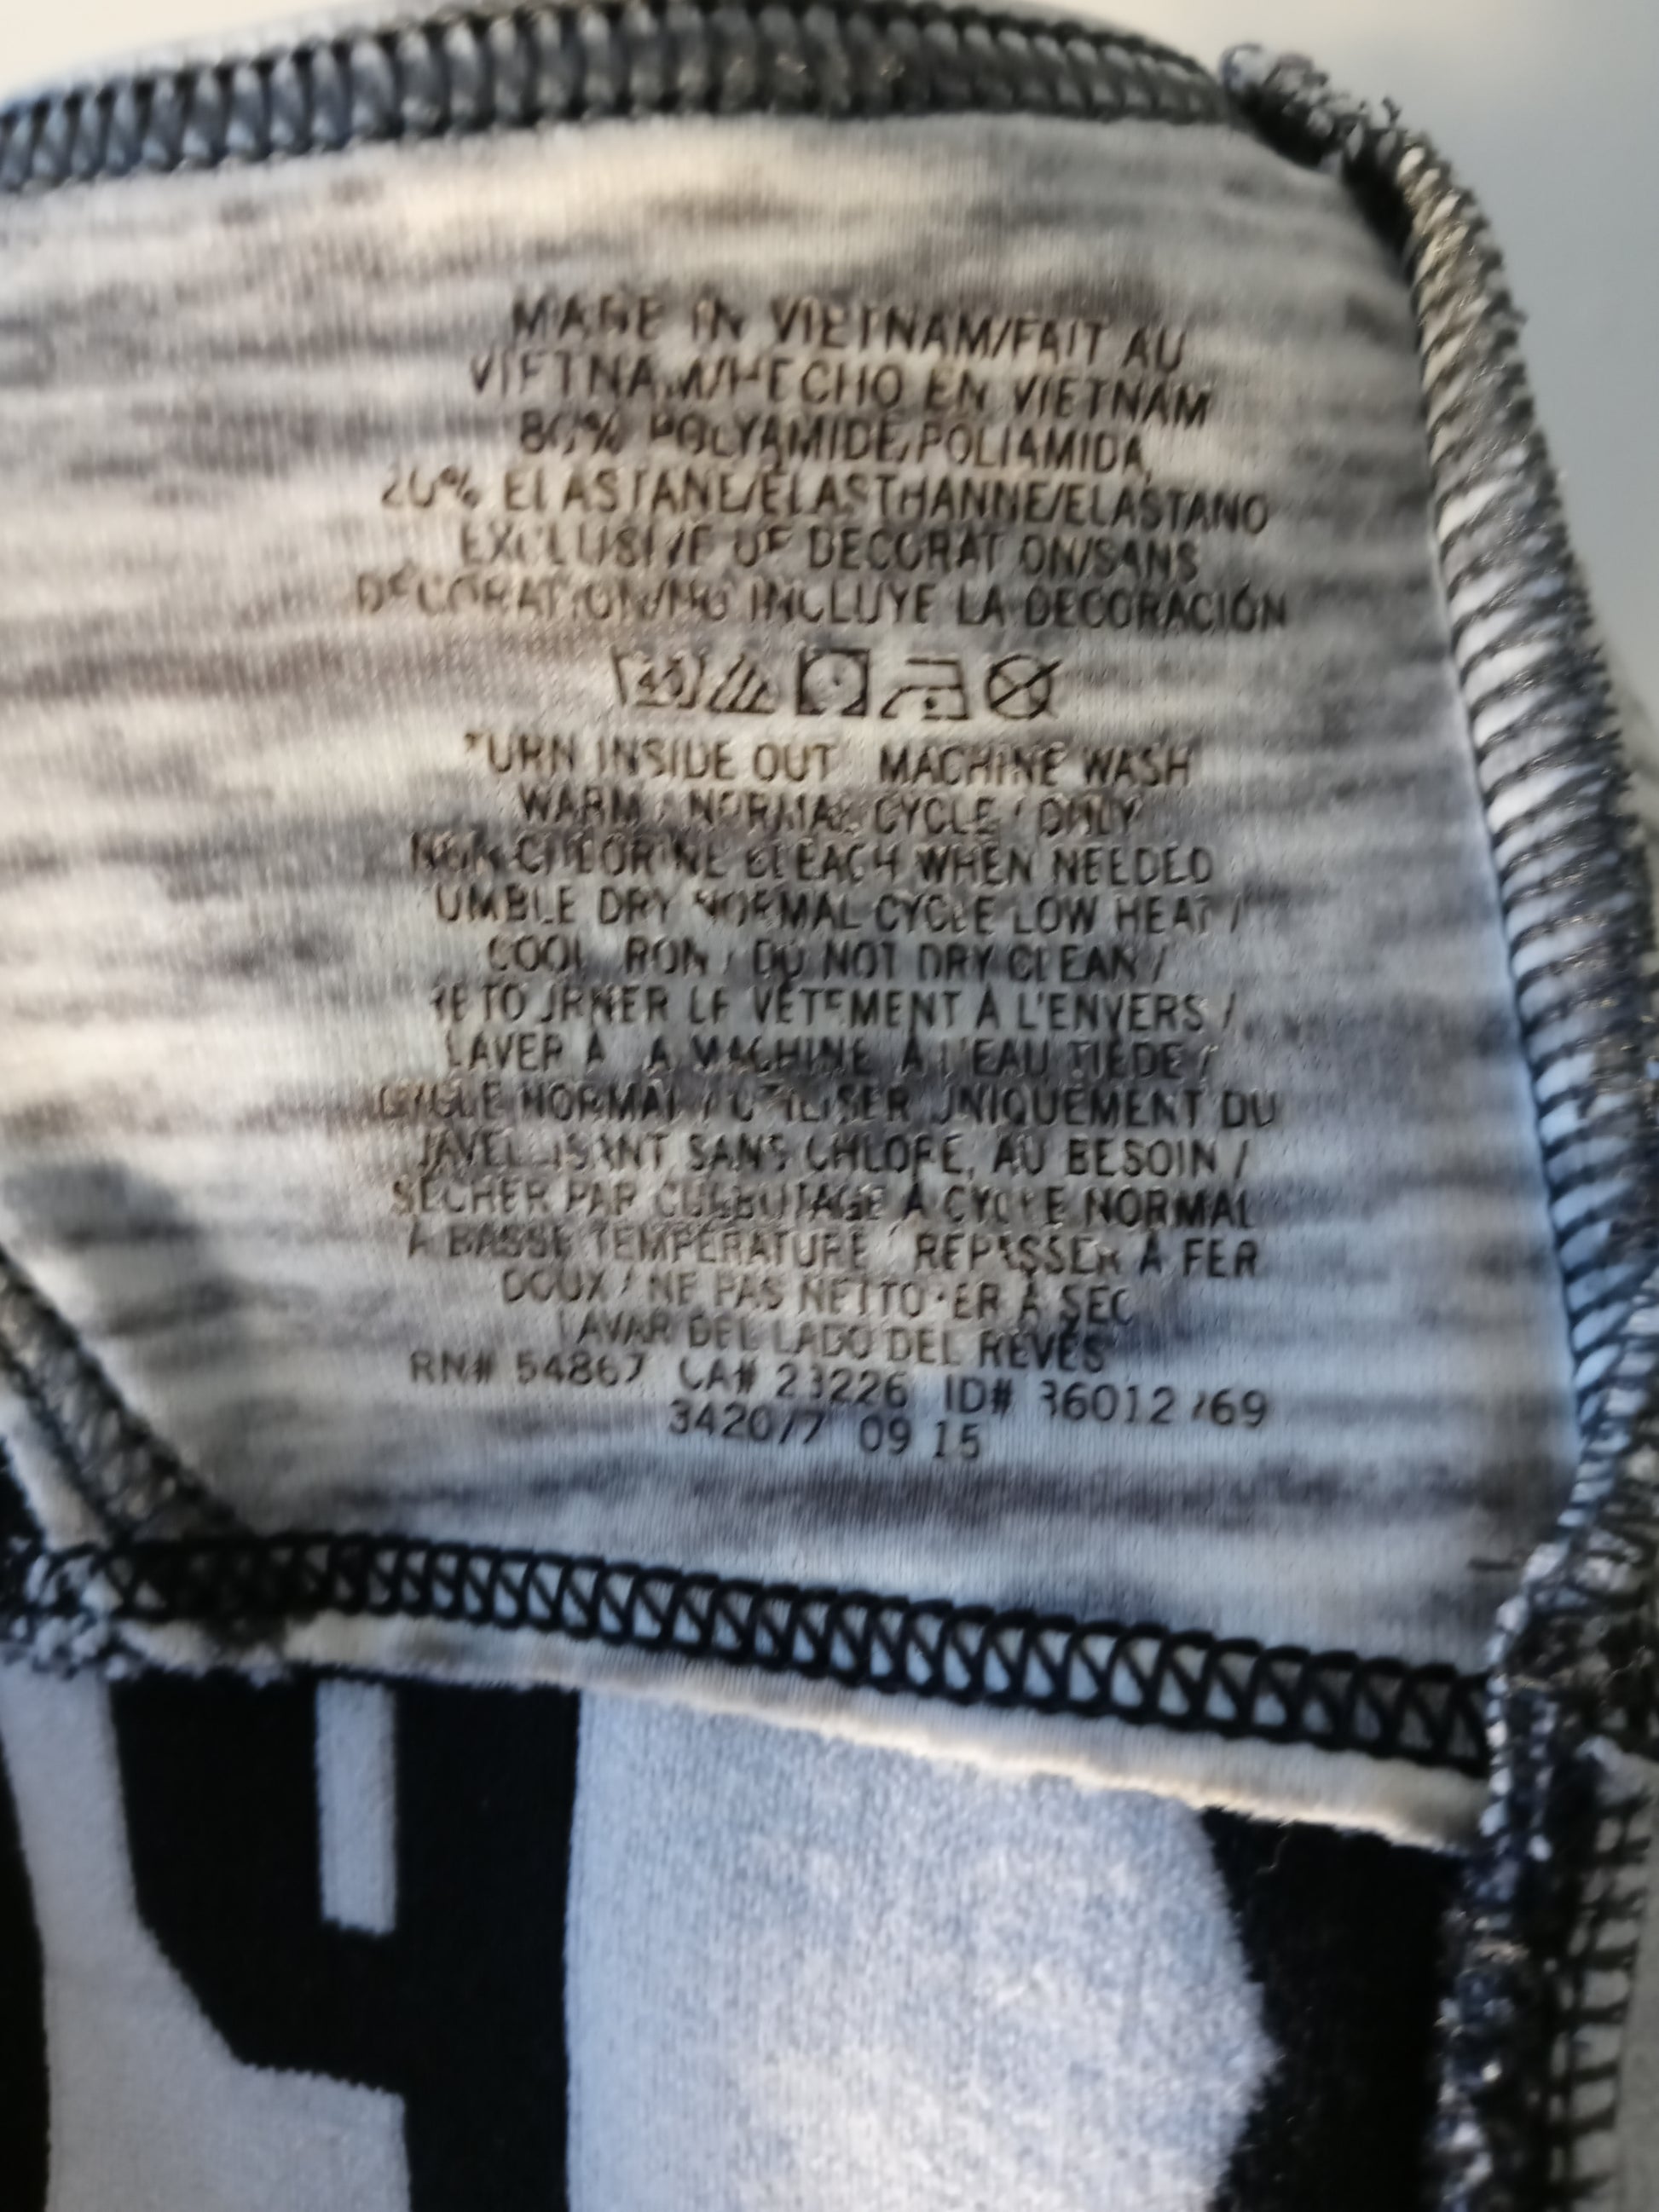 MADE IN VIETNAM/FAIT AU
VIETNAM/HECHO EN VIETNAM
80% POLYAMIDE/POLIAMIDA,
20% ELASTANE/ELASTHANNE/ELASTANO
EXCLUSIVE OF DECORATION/SANS
DÉCORATION/NO INCLUYE LA DECORACIÓN
40
TURN INSIDE OUT / MACHINE WASH
WARM / NORMAL CYCLE / ONLY
NON-CHLORINE BLEACH WHEN NEEDED
TUMBLE DRY NORMAL CYCLE LOW HEAT /
COOL IRON / DO NOT DRY CLEAN /
RETOURNER LE VÊTEMENT À L'ENVERS /
LAVER À LA MACHINE À L'EAU TIÈDE /
CYCLE NORMAL / UTILISER UNIQUEMENT DU
JAVELLISANT SANS CHLORE, AU BESOIN /
SÉCHER PAR CULBUTAGE À CYCLE NORMAL
À BASSE TEMPÉRATURE / REPASSER À FER
DOUX / NE PAS NETTOYER À SEC
LAVAR DEL LADO DEL REVÉS
RN# 54867 CA# 23226 ID#
09 15